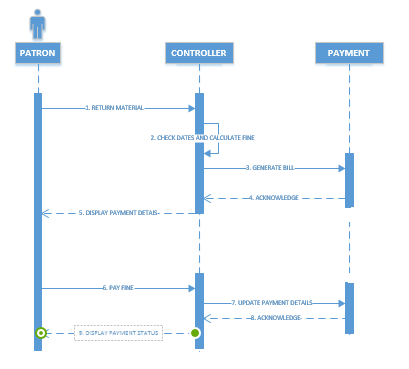 PATRON
CONTROLLER
PAYMENT
1. RETURN MATERIAL
2. CHECK DATES AND CALCULATE FINE
3. GENERATE BILL
4. ACKNOWLEDGE
5. DISPLAY PAYMENT DETAIS
6. PAY FINE
7. UPDATE PAYMENT DETAILS
8. ACKNOWLEDGE
9. DISPLAY PAYMENT STATUS